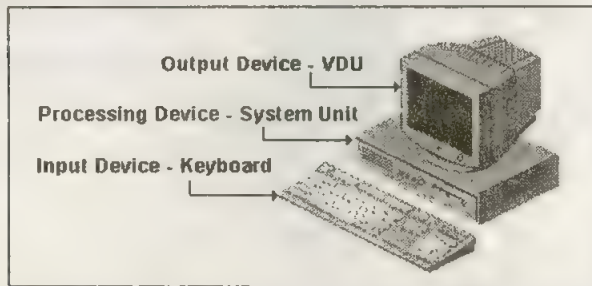 Output Device - VDU
Processing Device - System Unit
Input Device - Keyboard